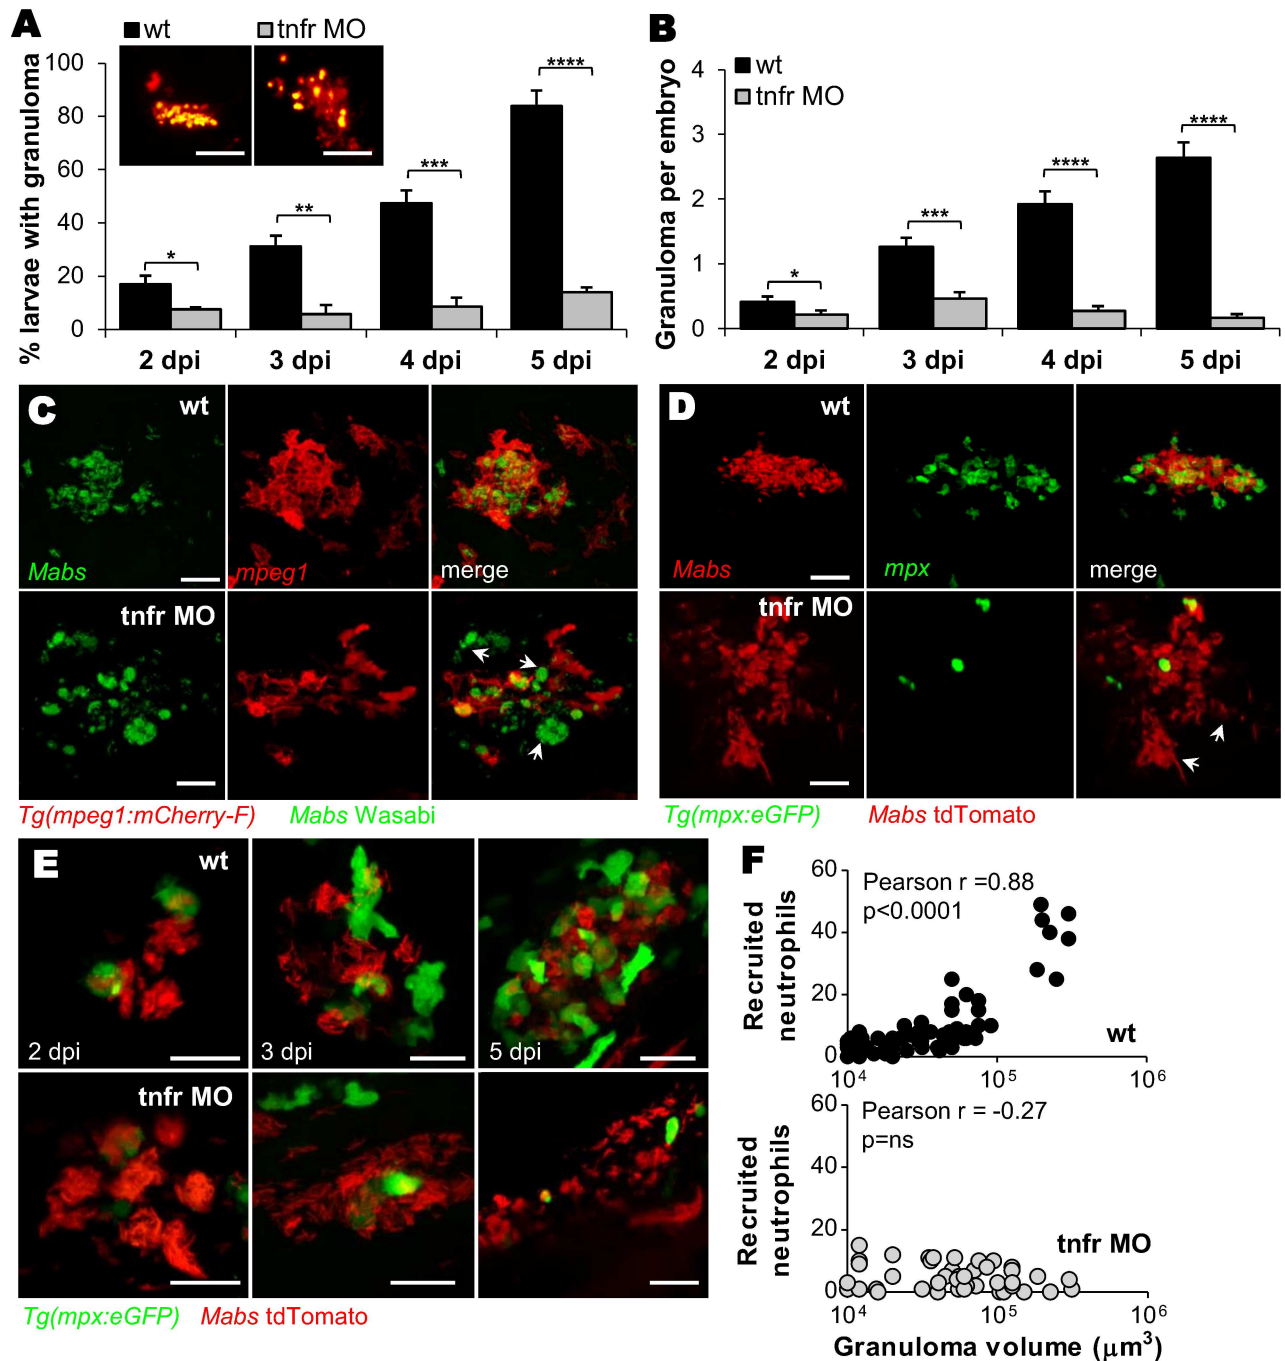 A
wt
tnfr MO
% larvae with granuloma
100
80
60
40
20
0
*
**
***
****
2 dpi
3 dpi
4 dpi
5 dpi
B
wt
tnfr MO
Granuloma per embryo
4
3
2
1
0
*
***
****
****
2 dpi
3 dpi
4 dpi
5 dpi
C
wt
Mabs
mpeg1
merge
tnfr MO
Tg(mpeg1:mCherry-F) Mabs Wasabi
D
wt
Mabs
mpx
merge
tnfr MO
Tg(mpx:eGFP) Mabs tdTomato
E
wt
2 dpi
3 dpi
5 dpi
tnfr MO
Tg(mpx:eGFP) Mabs tdTomato
F
Recruited
neutrophils
60
40
20
0
Pearson r =0.88
p<0.0001
wt
10⁴
10⁵
10⁶
Recruited
neutrophils
60
40
20
0
Pearson r = -0.27
p=ns
tnfr MO
10⁴
10⁵
10⁶
Granuloma volume (μm³)